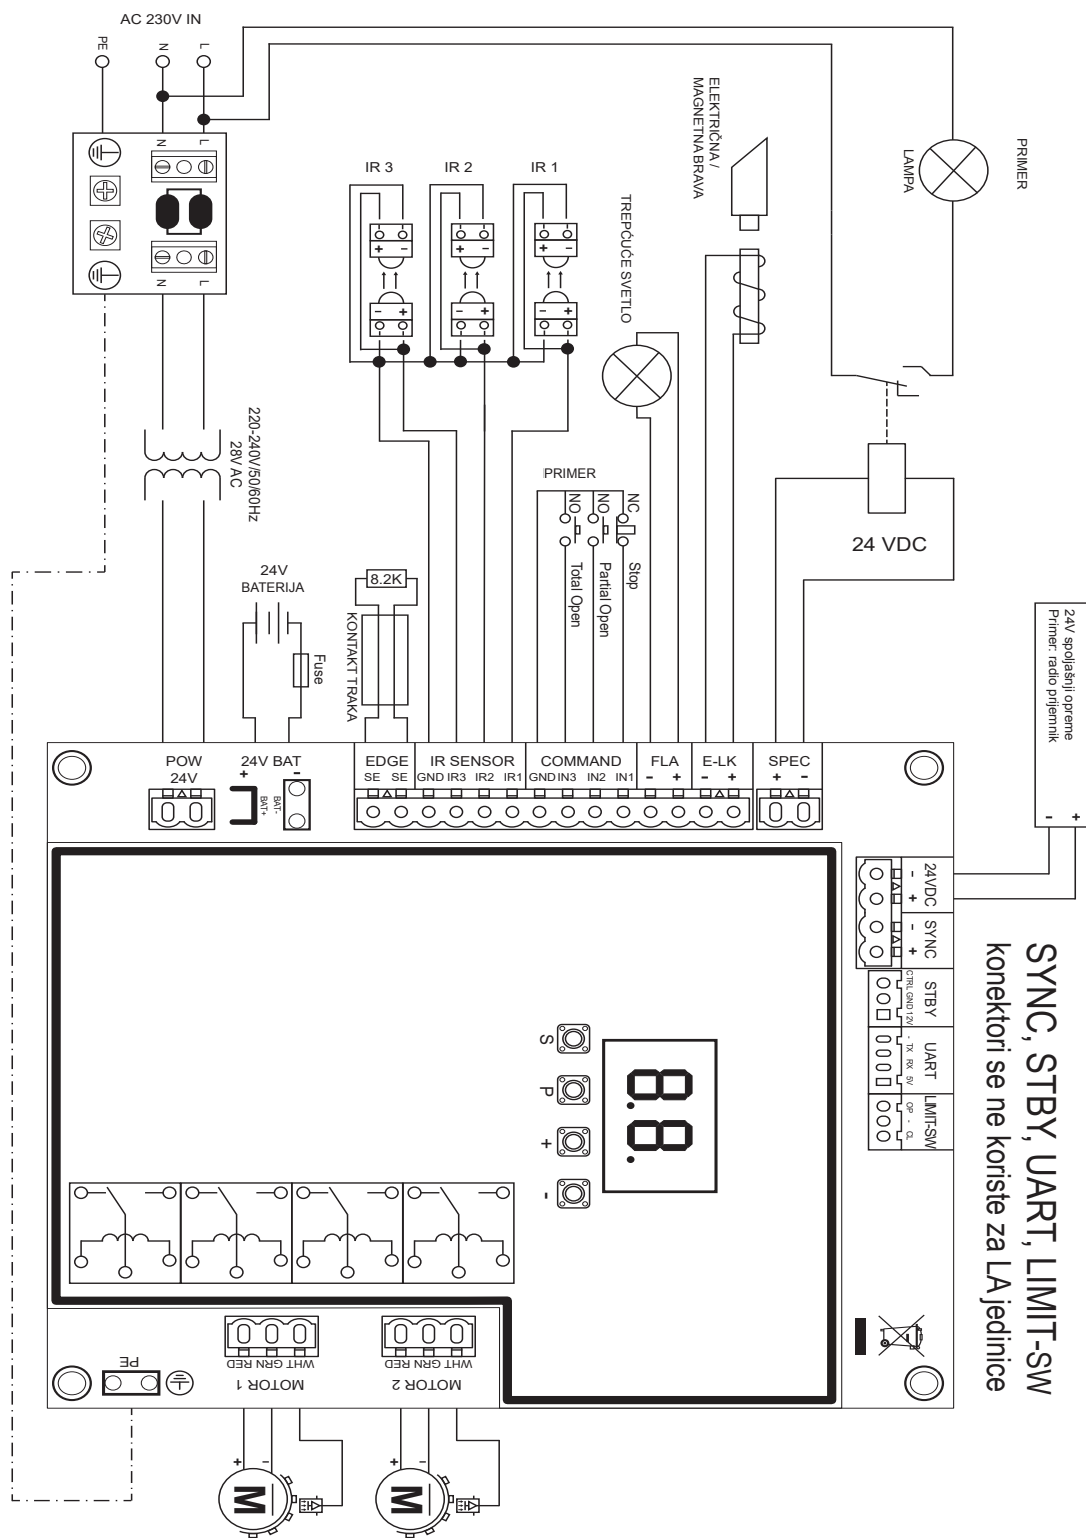 AC 230V IN
PE
N
L
N
L
N
L
PRIMER
LAMPA
ELEKTRIČNA /
MAGNETNA BRAVA
IR 3
IR 2
IR 1
+ -
+ -
+ -
- +
- +
- +
TREPĆUĆE SVETLO
220-240V/50/60Hz
28V AC
PRIMER
NO
NO
NC
Total Open
Partial Open
Stop
24 VDC
24V
BATERIJA
Fuse
8.2K
KONTAKT TRAKA
24V spoljašnji opreme
Primer: radio prijemnik
- +
POW
24V
24V BAT
+ -
BAT+
BAT-
EDGE
SE SE
IR SENSOR
GND IR3 IR2 IR1
COMMAND
GND IN3 IN2 IN1
FLA
- +
E-LK
- +
SPEC
+ -
24VDC
- +
SYNC
- +
STBY
CTRL GND 12V
UART
- TX RX 5V
LIMIT-SW
OP - CL
SYNC, STBY, UART, LIMIT-SW
konektori se ne koriste za LA jedinice
8.8.
S
P
+
-
PE
WHT GRN RED
MOTOR 1
WHT GRN RED
MOTOR 2
+ -
M
+ -
M